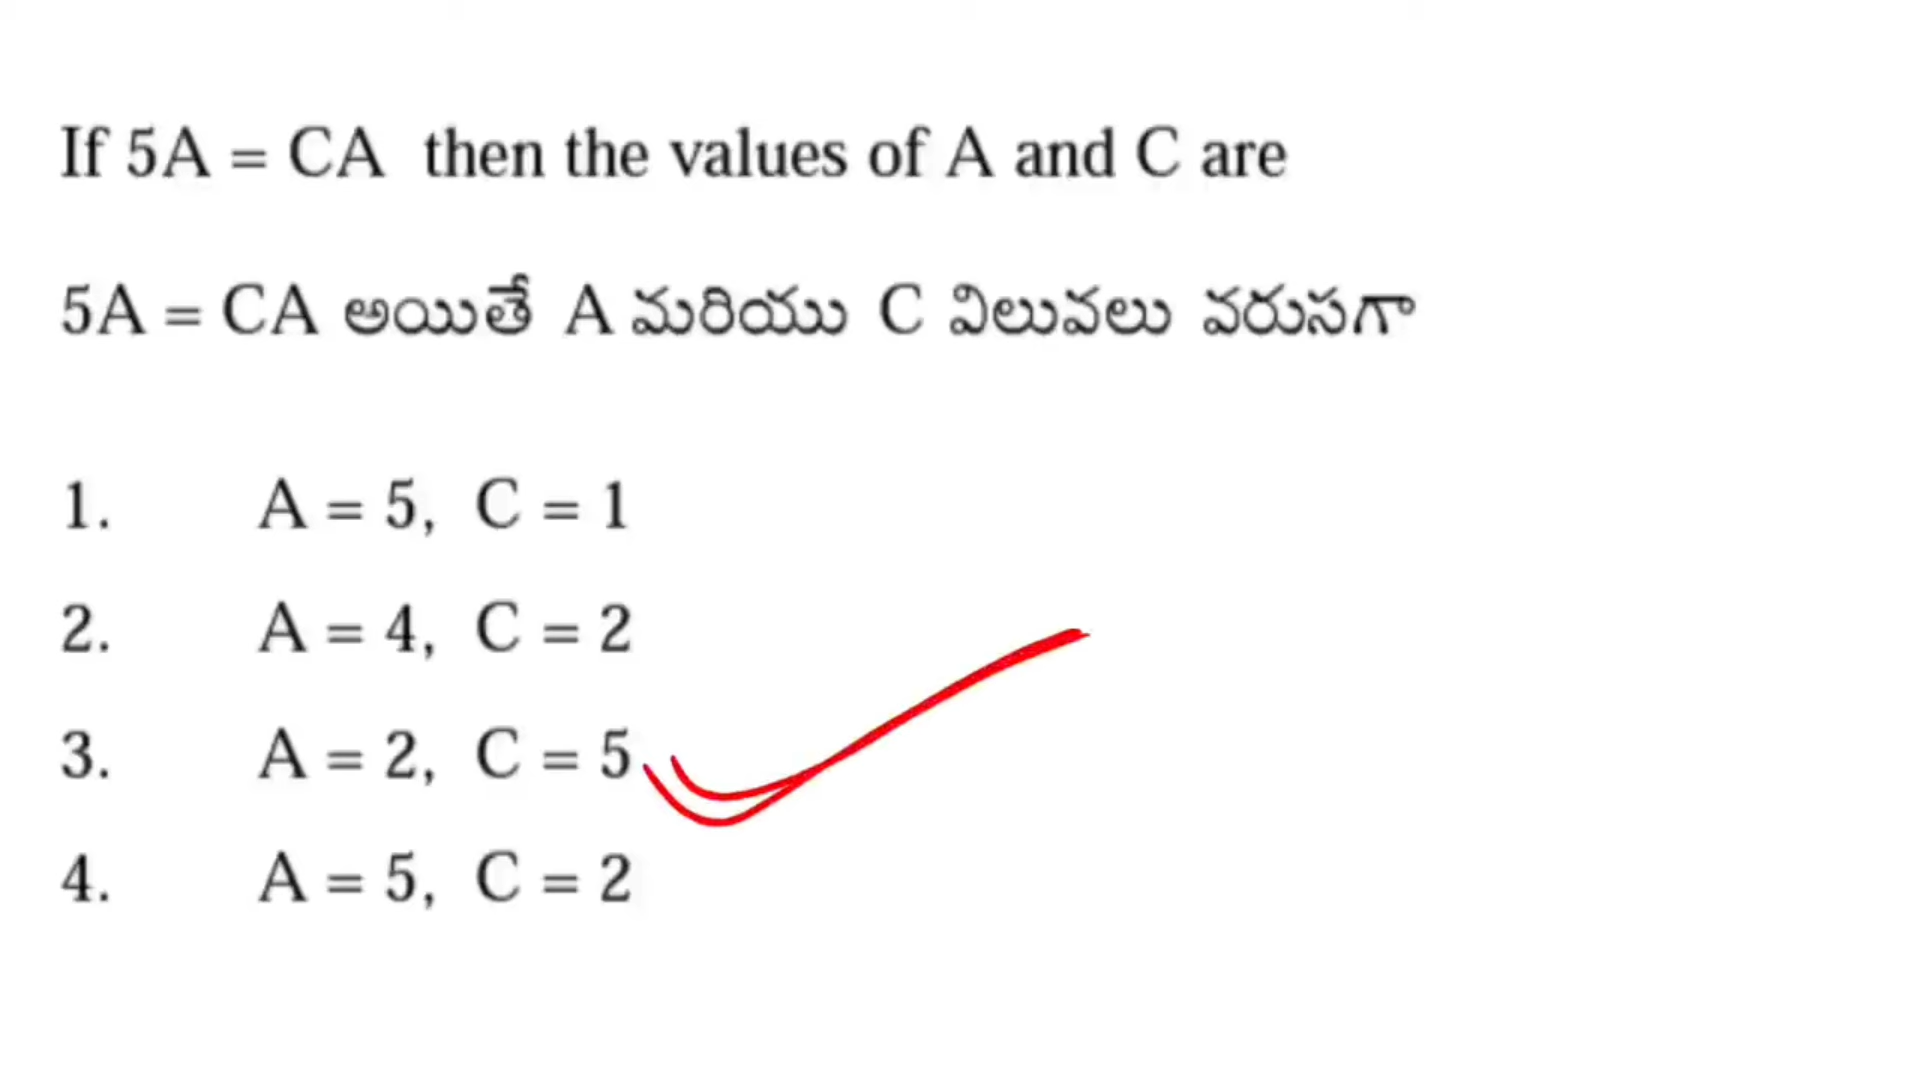 If 5A = CA then the values of A and C are
5A = CA అయితే A మరియు C విలువలు వరుసగా
1. A = 5, C = 1
2. A = 4, C = 2
3. A = 2, C = 5
4. A = 5, C = 2